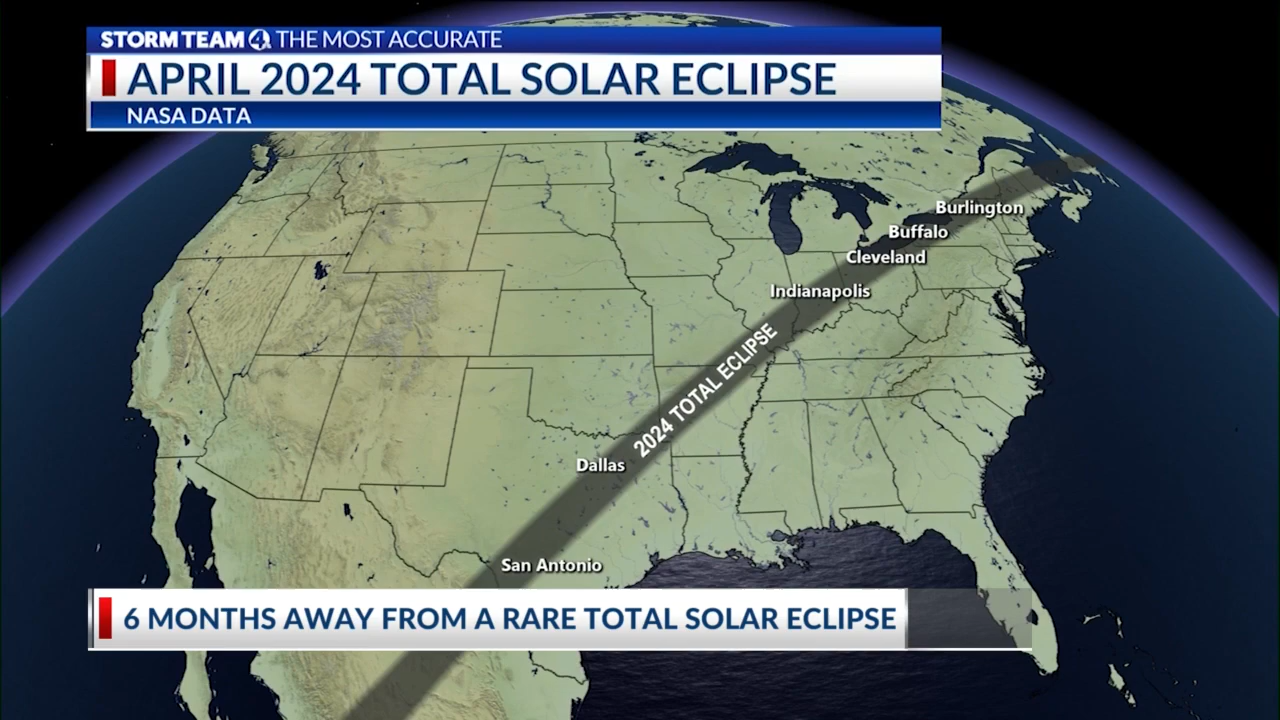 STORM TEAM 4 THE MOST ACCURATE
APRIL 2024 TOTAL SOLAR ECLIPSE
NASA DATA
Burlington
Buffalo
Cleveland
Indianapolis
2024 TOTAL ECLIPSE
Dallas
San Antonio
6 MONTHS AWAY FROM A RARE TOTAL SOLAR ECLIPSE